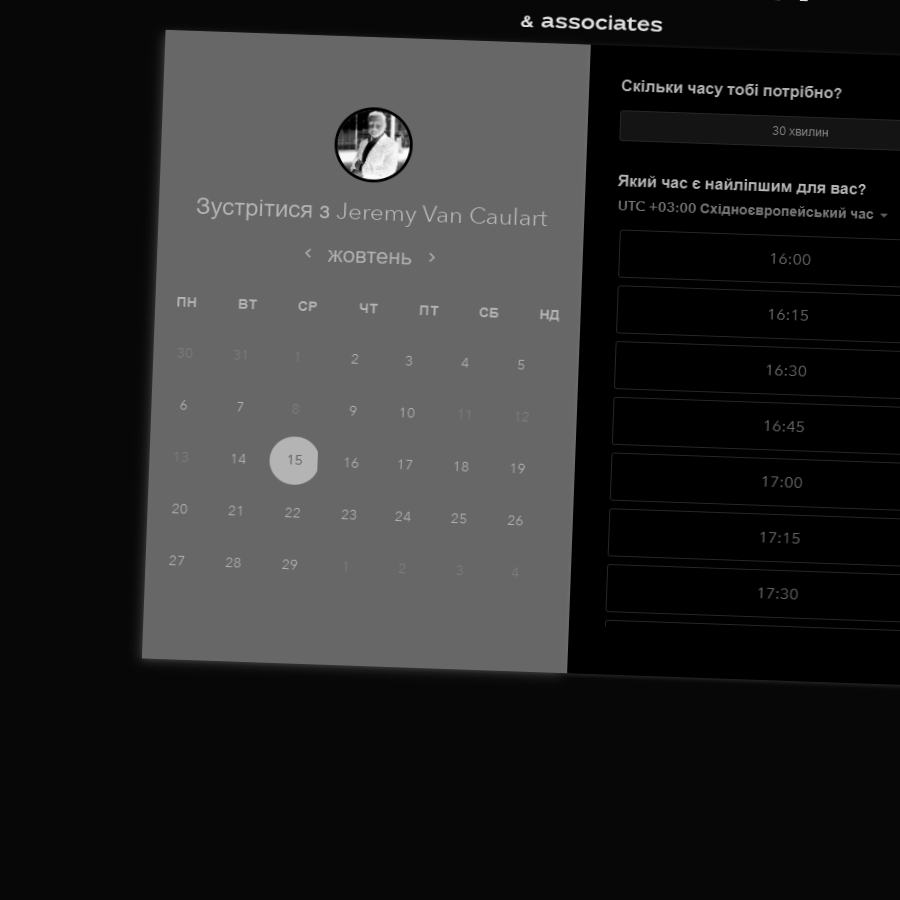 & associates
Зустрітися з Jeremy Van Caulart
жовтень
ПН ВТ СР ЧТ ПТ СБ НД
30 31 1 2 3 4 5
6 7 8 9 10 11 12
13 14 15 16 17 18 19
20 21 22 23 24 25 26
27 28 29 1 2 3 4
Скільки часу тобі потрібно?
30 хвилин
Який час є найліпшим для вас?
UTC +03:00 Східноєвропейський час
16:00
16:15
16:30
16:45
17:00
17:15
17:30